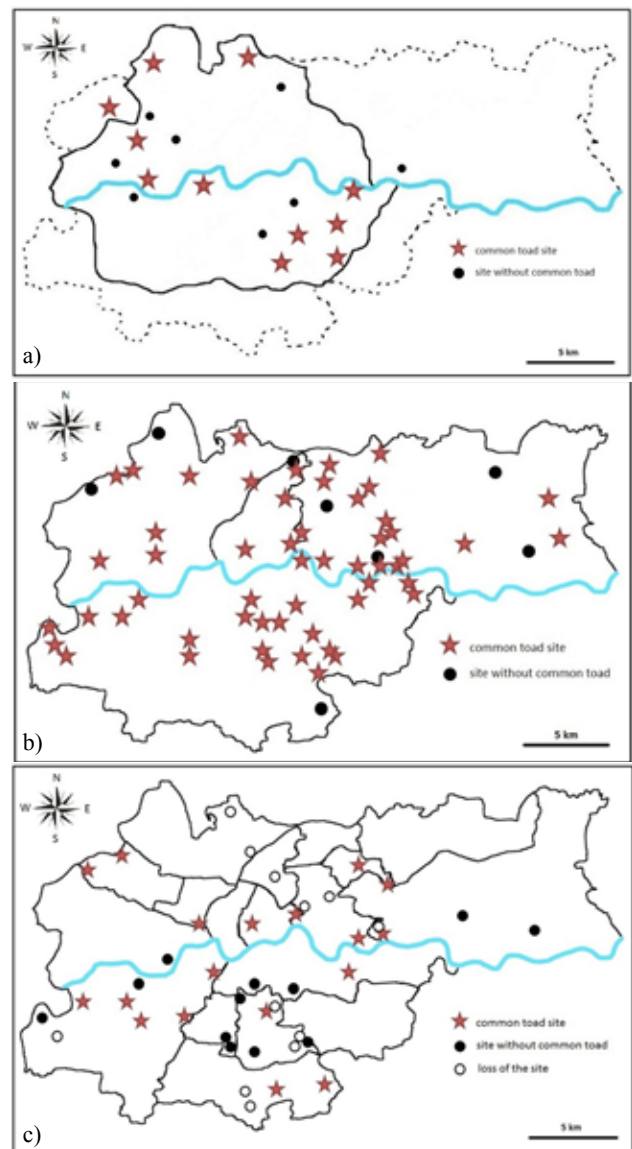 N
W E
S
common toad site
site without common toad
5 km
a)
N
W E
S
common toad site
site without common toad
5 km
b)
N
W E
S
common toad site
site without common toad
loss of the site
5 km
c)